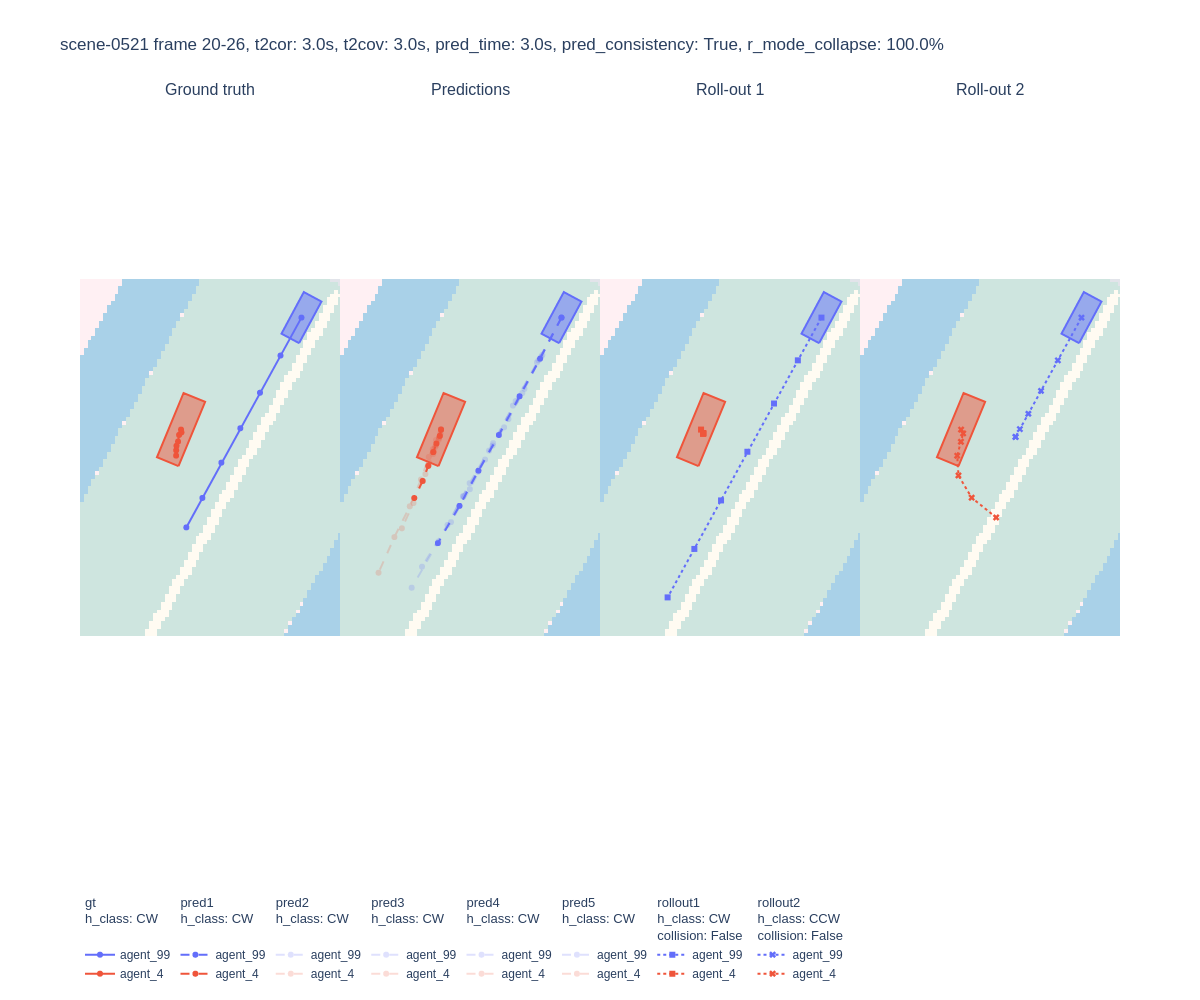 scene-0521 frame 20-26, t2cor: 3.0s, t2cov: 3.0s, pred_time: 3.0s, pred_consistency: True, r_mode_collapse: 100.0%
Ground truth Predictions Roll-out 1 Roll-out 2
gt pred1 pred2 pred3 pred4 pred5 rollout1 rollout2
h_class: CW h_class: CW h_class: CW h_class: CW h_class: CW h_class: CW h_class: CW h_class: CCW
collision: False collision: False
agent_99 agent_99 agent_99 agent_99 agent_99 agent_99 agent_99 agent_99
agent_4 agent_4 agent_4 agent_4 agent_4 agent_4 agent_4 agent_4